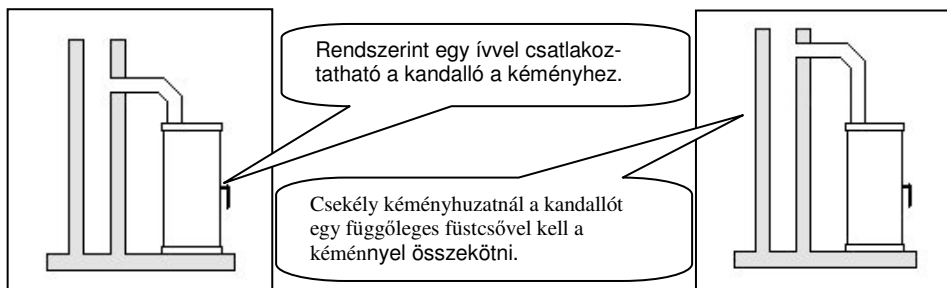 Rendszerint egy ívvel csatlakoz-
tatható a kandalló a kéményhez.
Csekély kéményhuzatnál a kandallót
egy függőleges füstcsővel kell a
kéménnyel összekötni.